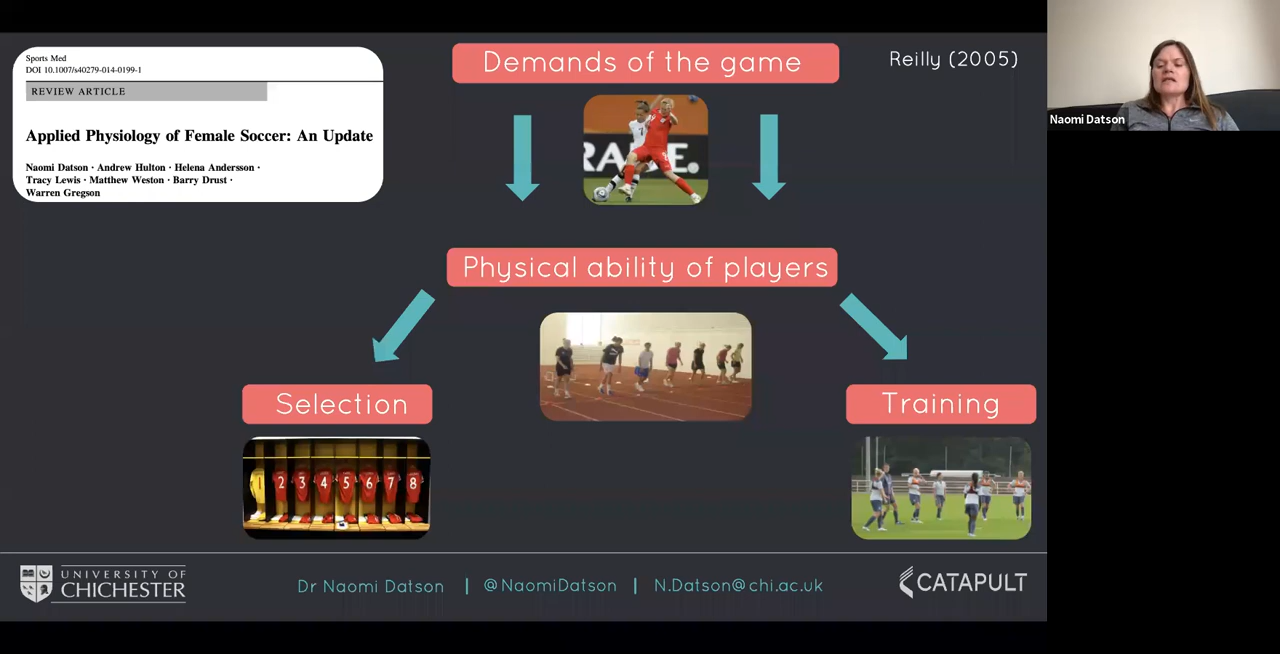 Sports Med
DOI 10.1007/s40279-014-0199-1
REVIEW ARTICLE
Applied Physiology of Female Soccer: An Update
Naomi Datson · Andrew Hulton · Helena Andersson ·
Tracy Lewis · Matthew Weston · Barry Drust ·
Warren Gregson
Demands of the game
Reilly (2005)
Naomi Datson
Physical ability of players
Selection
Training
1 2 3 4 5 6 7 8
UNIVERSITY OF
CHICHESTER
Dr Naomi Datson | @NaomiDatson | N.Datson@chi.ac.uk
CATAPULT